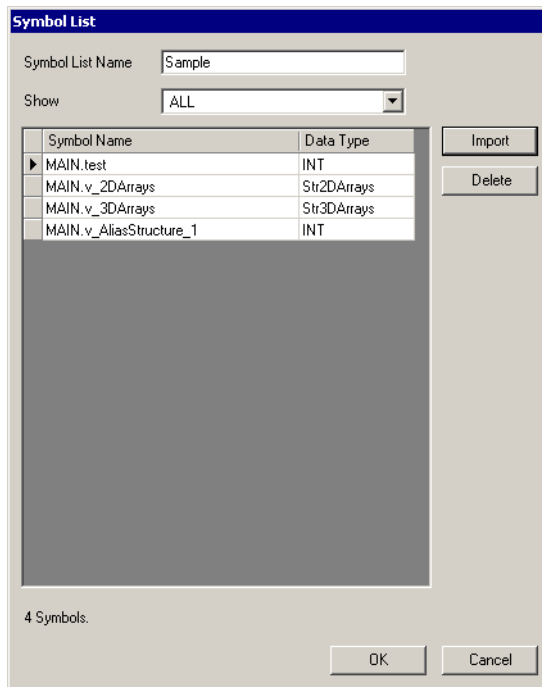 Symbol List
Symbol List Name Sample
Show ALL
Symbol Name Data Type Import
MAIN.test INT
MAIN.v_2DArrays Str2DArrays Delete
MAIN.v_3DArrays Str3DArrays
MAIN.v_AliasStructure_1 INT
4 Symbols.
OK Cancel